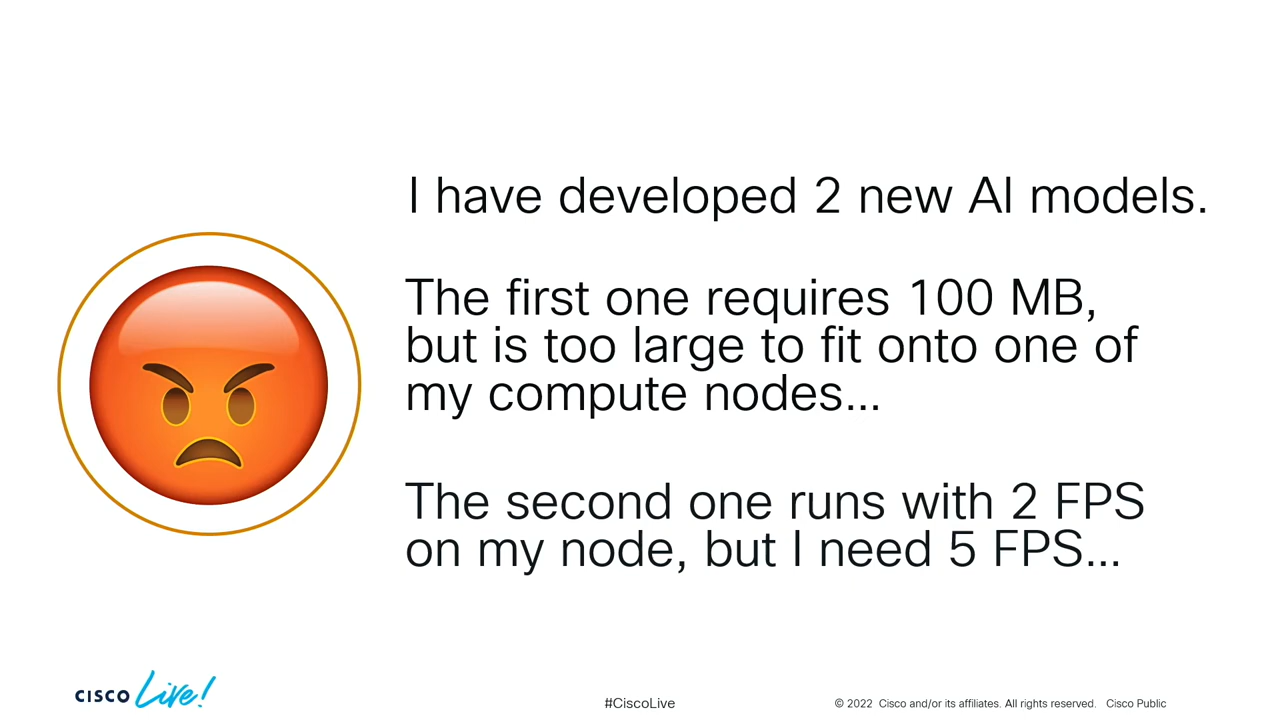 I have developed 2 new AI models.
The first one requires 100 MB,
but is too large to fit onto one of
my compute nodes...
The second one runs with 2 FPS
on my node, but I need 5 FPS...
CISCO Live!
#CiscoLive
© 2022 Cisco and/or its affiliates. All rights reserved. Cisco Public